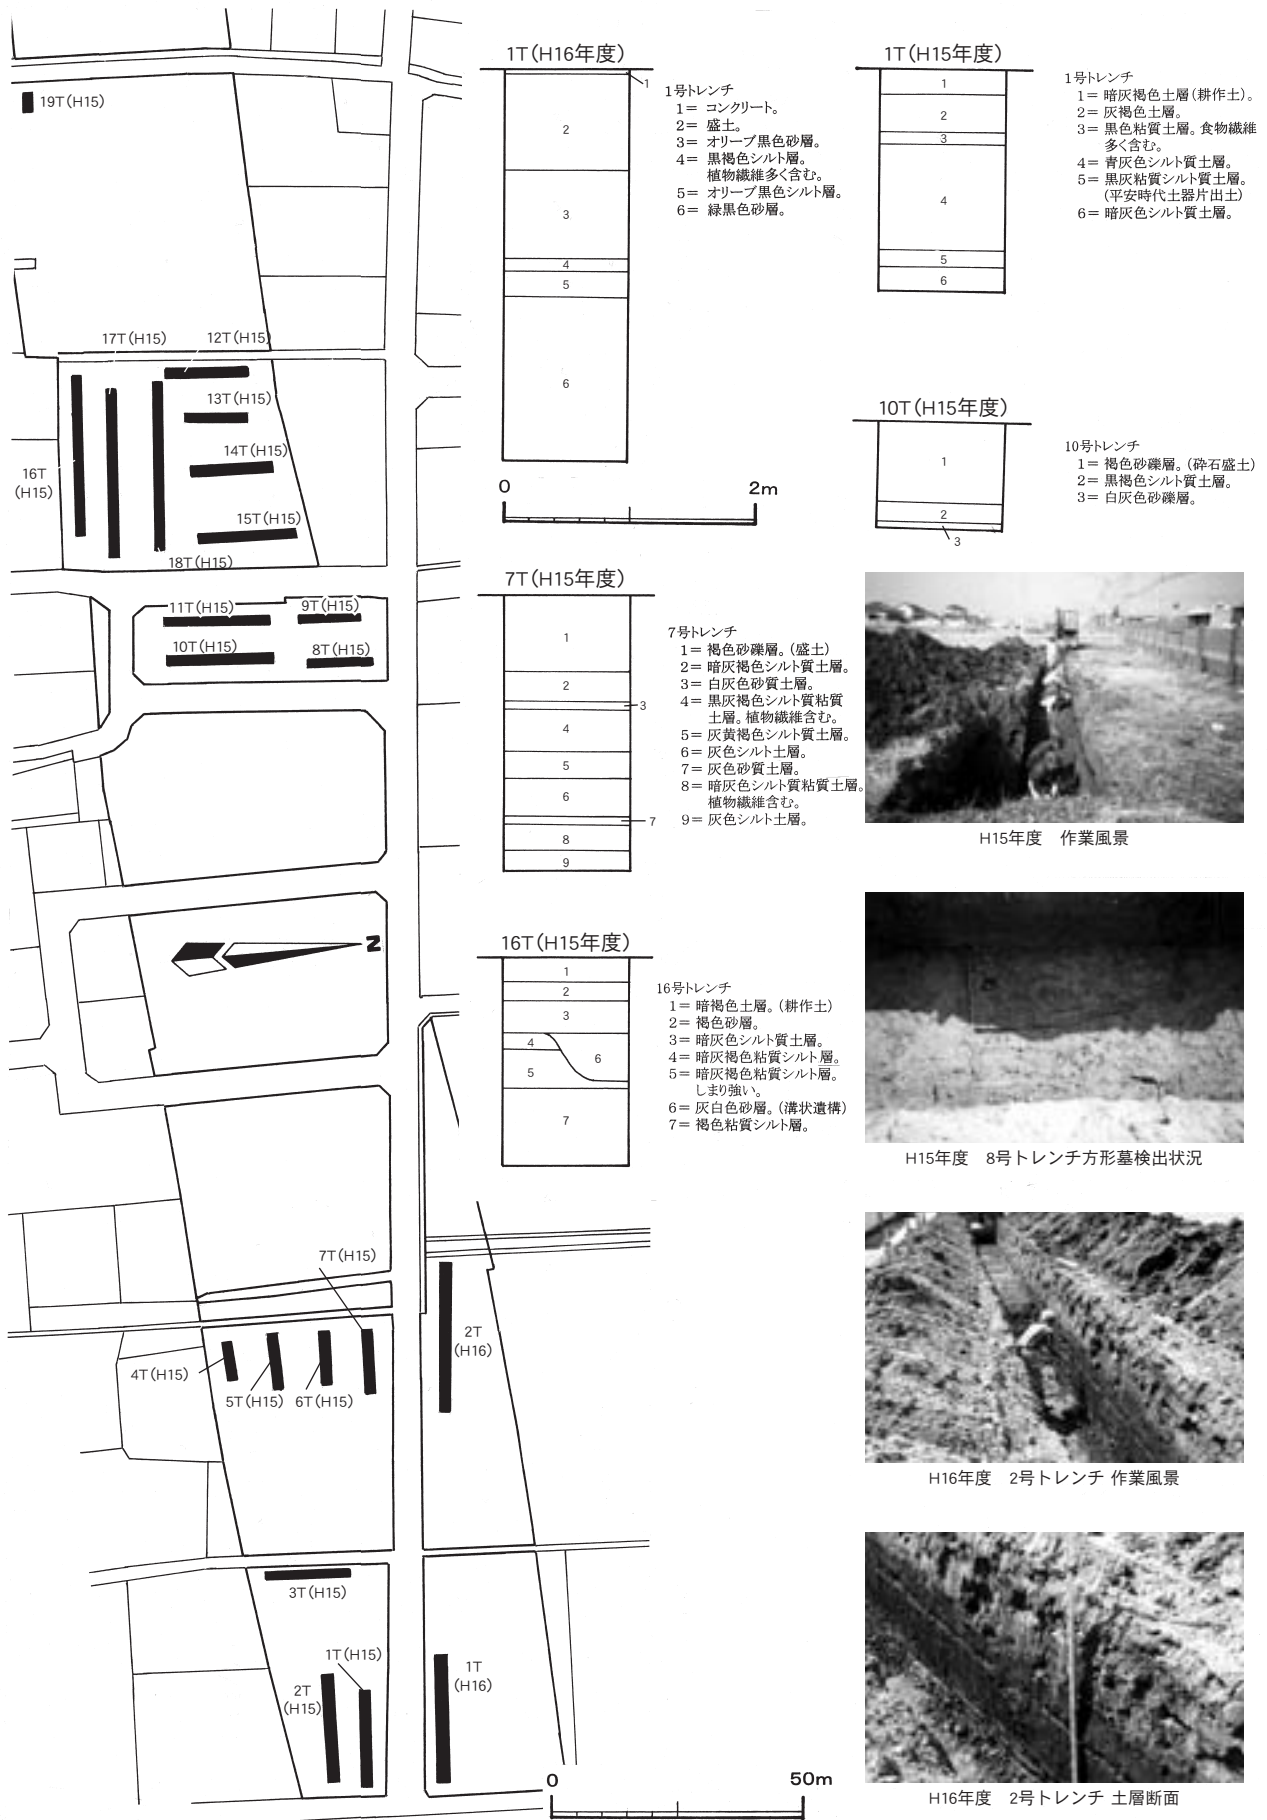 19T(H15)
17T(H15)
12T(H15)
13T(H15)
14T(H15)
15T(H15)
16T
(H15)
18T(H15)
11T(H15)
9T(H15)
10T(H15)
8T(H15)
N
7T(H15)
4T(H15)
5T(H15)
6T(H15)
2T
(H16)
3T(H15)
1T(H15)
2T
(H15)
1T
(H16)
0
50m
1T(H16年度)
1
2
3
4
5
6
1号トレンチ
1= コンクリート。
2= 盛土。
3= オリーブ黒色砂層。
4= 黒褐色シルト層。
植物繊維多く含む。
5= オリーブ黒色シルト層。
6= 緑黒色砂層。
0
2m
7T(H15年度)
1
2
3
4
5
6
7
8
9
7号トレンチ
1= 褐色砂礫層。(盛土)
2= 暗灰褐色シルト質土層。
3= 白灰色砂質土層。
4= 黒灰褐色シルト質粘質
土層。植物繊維含む。
5= 灰黄褐色シルト質土層。
6= 灰色シルト土層。
7= 灰色砂質土層。
8= 暗灰色シルト質粘質土層。
植物繊維含む。
9= 灰色シルト土層。
16T(H15年度)
1
2
3
4
5
6
7
16号トレンチ
1= 暗褐色土層。(耕作土)
2= 褐色砂層。
3= 暗灰色シルト質土層。
4= 暗灰褐色粘質シルト層。
5= 暗灰褐色粘質シルト層。
しまり強い。
6= 灰白色砂層。(溝状遺構)
7= 褐色粘質シルト層。
1T(H15年度)
1
2
3
4
5
6
1号トレンチ
1= 暗灰褐色土層(耕作土)。
2= 灰褐色土層。
3= 黒色粘質土層。食物繊維
多く含む。
4= 青灰色シルト質土層。
5= 黒灰粘質シルト質土層。
(平安時代土器片出土)
6= 暗灰色シルト質土層。
10T(H15年度)
1
2
3
10号トレンチ
1= 褐色砂礫層。(砕石盛土)
2= 黒褐色シルト質土層。
3= 白灰色砂礫層。
H15年度　作業風景
H15年度　8号トレンチ方形墓検出状況
H16年度　2号トレンチ 作業風景
H16年度　2号トレンチ 土層断面